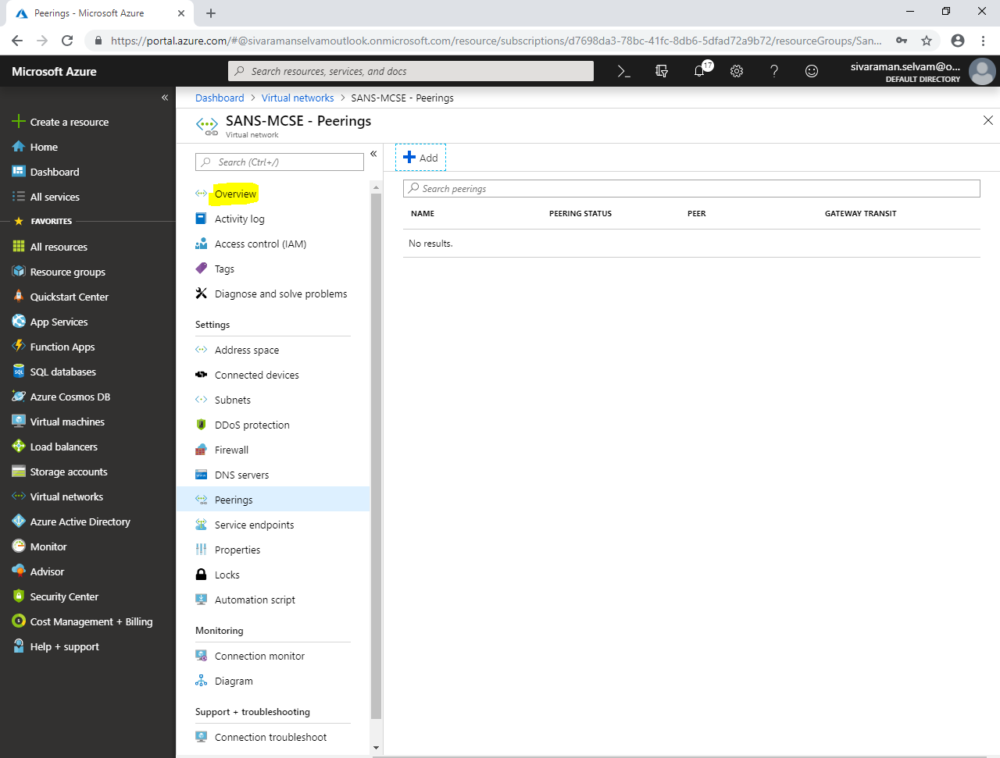 Peerings - Microsoft Azure
https://portal.azure.com/#@sivaramanselvamoutlook.onmicrosoft.com/resource/subscriptions/d7698da3-78bc-41fc-8db6-5dfad72a9b72/resourceGroups/San...
Microsoft Azure
Search resources, services, and docs
17
sivaraman.selvam@o...
DEFAULT DIRECTORY
Create a resource
Home
Dashboard
All services
FAVORITES
All resources
Resource groups
Quickstart Center
App Services
Function Apps
SQL databases
Azure Cosmos DB
Virtual machines
Load balancers
Storage accounts
Virtual networks
Azure Active Directory
Monitor
Advisor
Security Center
Cost Management + Billing
Help + support
Dashboard > Virtual networks > SANS-MCSE - Peerings
SANS-MCSE - Peerings
Virtual network
Search (Ctrl+/)
Overview
Activity log
Access control (IAM)
Tags
Diagnose and solve problems
Settings
Address space
Connected devices
Subnets
DDoS protection
Firewall
DNS servers
Peerings
Service endpoints
Properties
Locks
Automation script
Monitoring
Connection monitor
Diagram
Support + troubleshooting
Connection troubleshoot
Add
Search peerings
NAME PEERING STATUS PEER GATEWAY TRANSIT
No results.